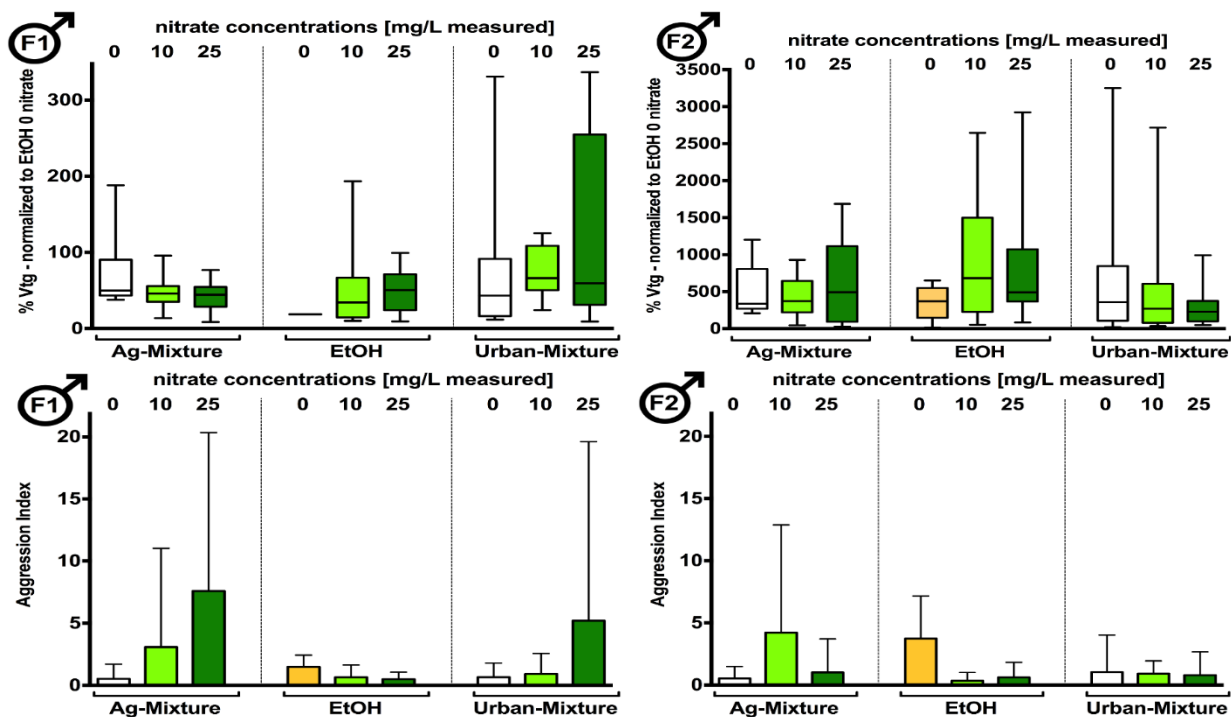 F1
nitrate concentrations [mg/L measured]
0 10 25 0 10 25 0 10 25
% Vtg - normalized to EtOH 0 nitrate
300
200
100
0
Ag-Mixture EtOH Urban-Mixture
F2
nitrate concentrations [mg/L measured]
0 10 25 0 10 25 0 10 25
% Vtg - normalized to EtOH 0 nitrate
3500
3000
2500
2000
1500
1000
500
0
Ag-Mixture EtOH Urban-Mixture
F1
nitrate concentrations [mg/L measured]
0 10 25 0 10 25 0 10 25
Aggression Index
20
15
10
5
0
Ag-Mixture EtOH Urban-Mixture
F2
nitrate concentrations [mg/L measured]
0 10 25 0 10 25 0 10 25
Aggression Index
20
15
10
5
0
Ag-Mixture EtOH Urban-Mixture